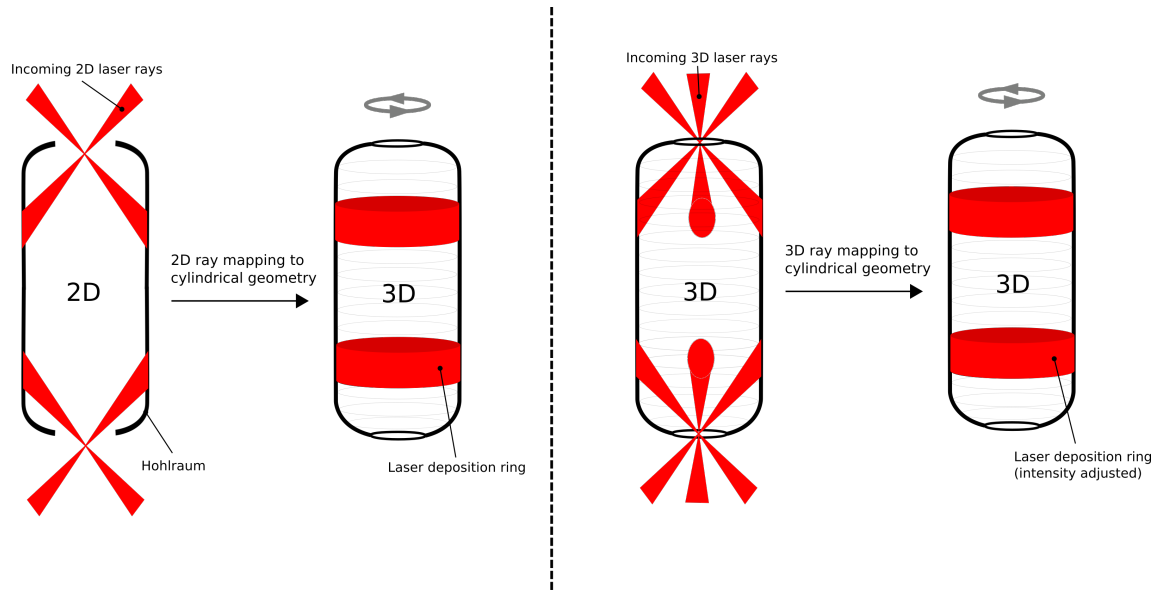 Incoming 2D laser rays
2D
Hohlraum
2D ray mapping to
cylindrical geometry
3D
Laser deposition ring
Incoming 3D laser rays
3D
3D ray mapping to
cylindrical geometry
3D
Laser deposition ring
(intensity adjusted)